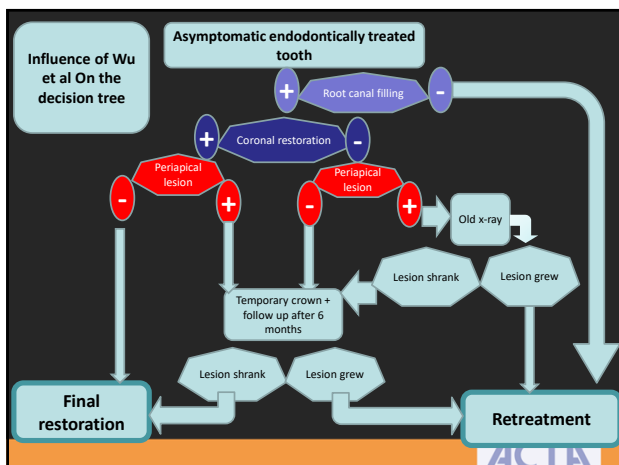 Influence of Wu
et al On the
decision tree
Asymptomatic endodontically treated
tooth
+
Root canal filling
-
+
Coronal restoration
-
Periapical
lesion
-
+
Periapical
lesion
-
+
Old x-ray
Lesion shrank
Lesion grew
Temporary crown +
follow up after 6
months
Lesion shrank
Lesion grew
Final
restoration
Retreatment
ACTA